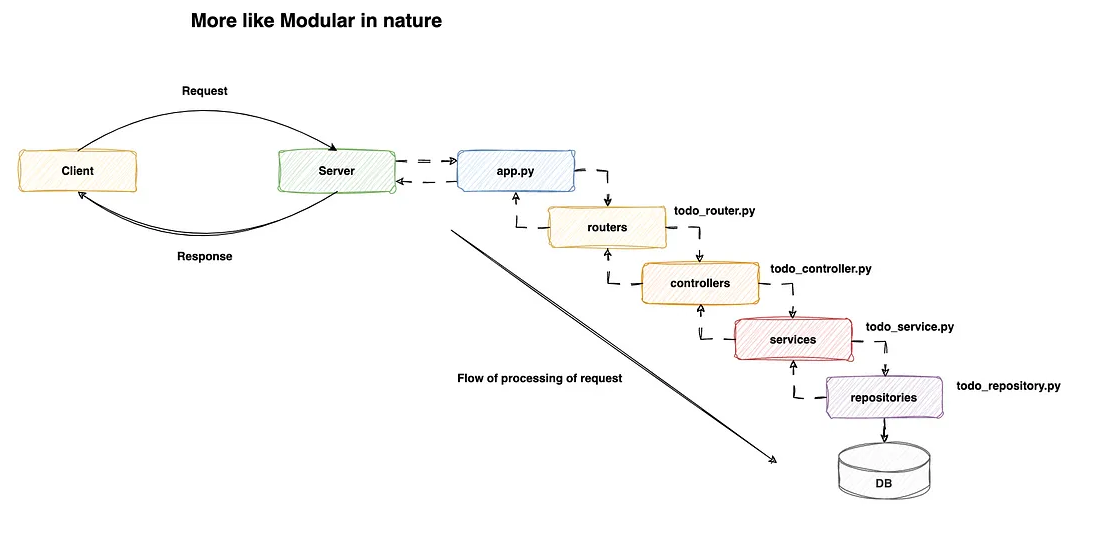 More like Modular in nature
Request
Client
Server
app.py
routers
todo_router.py
Response
controllers
todo_controller.py
services
todo_service.py
Flow of processing of request
repositories
todo_repository.py
DB